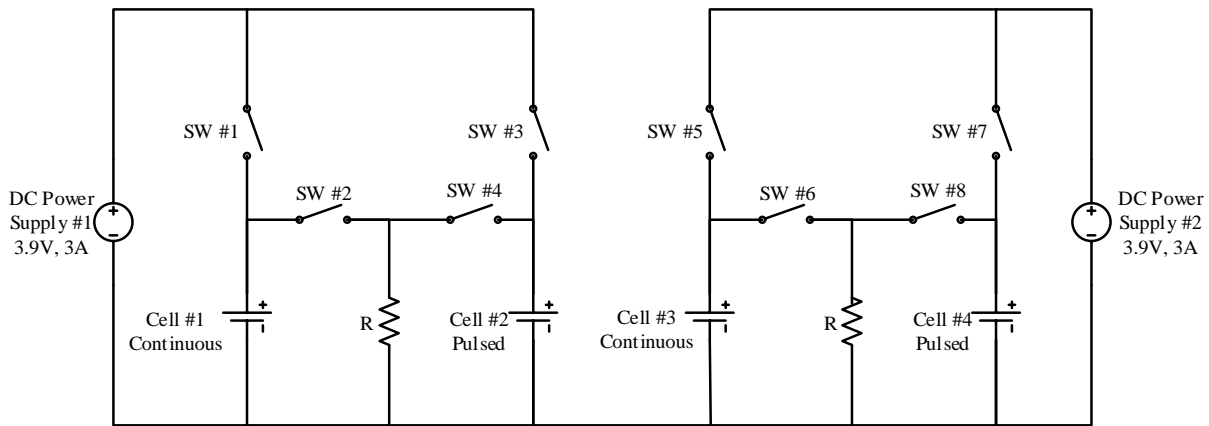 SW #1
SW #3
SW #5
SW #7
SW #2
SW #4
SW #6
SW #8
DC Power
Supply #1
3.9V, 3A
+
−
DC Power
Supply #2
3.9V, 3A
+
−
Cell #1
Continuous
+
−
R
Cell #2
Pulsed
+
−
Cell #3
Continuous
+
−
R
Cell #4
Pulsed
+
−